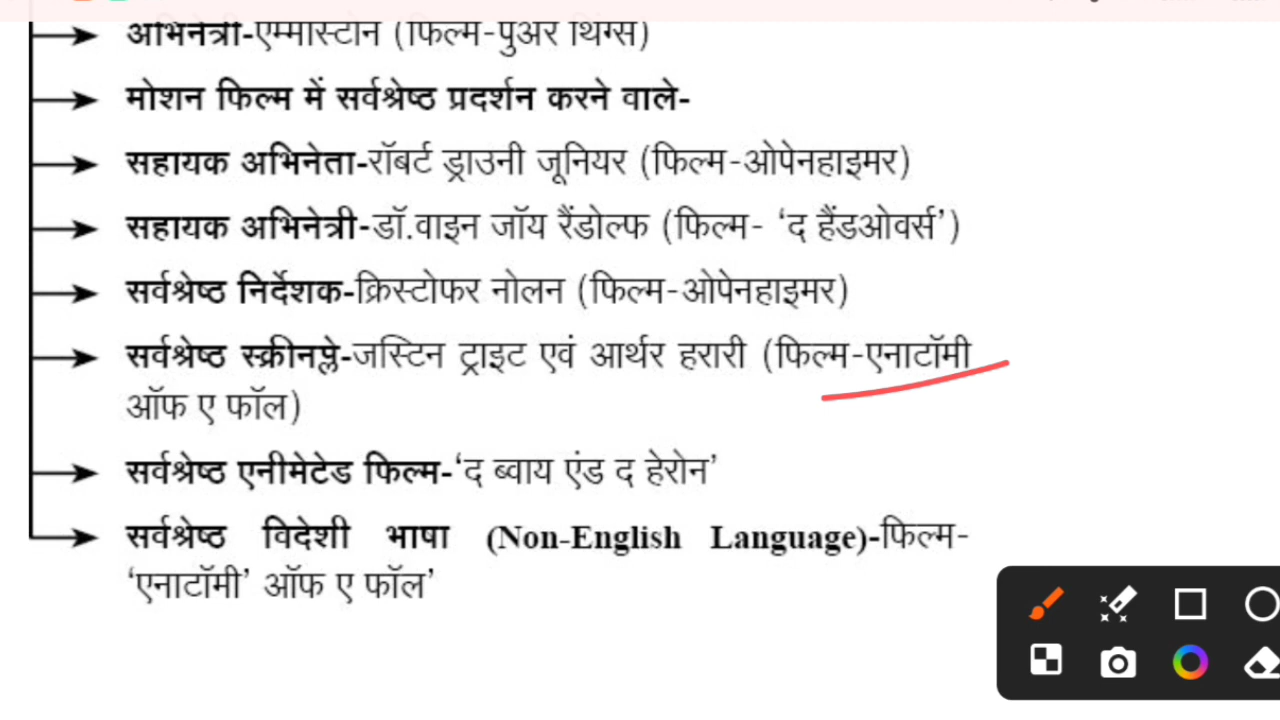 अभिनेत्री-एम्मास्टोन (फिल्म-पुअर थिंग्स)
मोशन फिल्म में सर्वश्रेष्ठ प्रदर्शन करने वाले-
सहायक अभिनेता-रॉबर्ट ड्राउनी जूनियर (फिल्म-ओपेनहाइमर)
सहायक अभिनेत्री-डॉ.वाइन जॉय रैंडोल्फ (फिल्म- ‘द हैंडओवर्स’)
सर्वश्रेष्ठ निर्देशक-क्रिस्टोफर नोलन (फिल्म-ओपेनहाइमर)
सर्वश्रेष्ठ स्क्रीनप्ले-जस्टिन ट्राइट एवं आर्थर हरारी (फिल्म-एनाटॉमी
ऑफ ए फॉल)
सर्वश्रेष्ठ एनीमेटेड फिल्म-‘द ब्वाय एंड द हेरोन’
सर्वश्रेष्ठ विदेशी भाषा (Non-English Language)-फिल्म-
‘एनाटॉमी’ ऑफ ए फॉल’